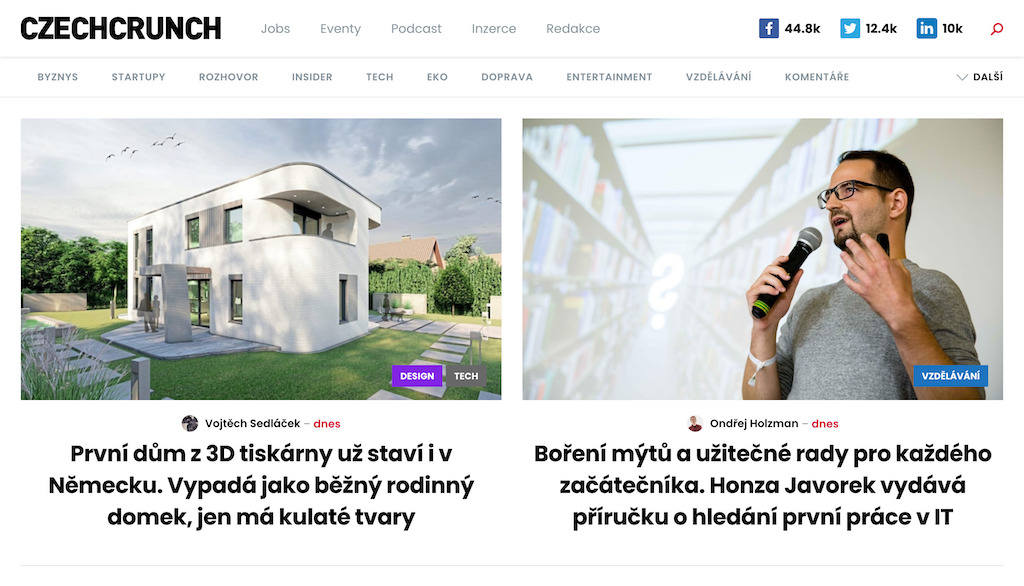 CZECHCRUNCH
Jobs Eventy Podcast Inzerce Redakce
44.8k 12.4k 10k
BYZNYS STARTUPY ROZHOVOR INSIDER TECH EKO DOPRAVA ENTERTAINMENT VZDĚLÁVÁNÍ KOMENTÁŘE DALŠÍ
DESIGN TECH
Vojtěch Sedláček – dnes
První dům z 3D tiskárny už staví i v
Německu. Vypadá jako běžný rodinný
domek, jen má kulaté tvary
VZDĚLÁVÁNÍ
Ondřej Holzman – dnes
Boření mýtů a užitečné rady pro každého
začátečníka. Honza Javorek vydává
příručku o hledání první práce v IT